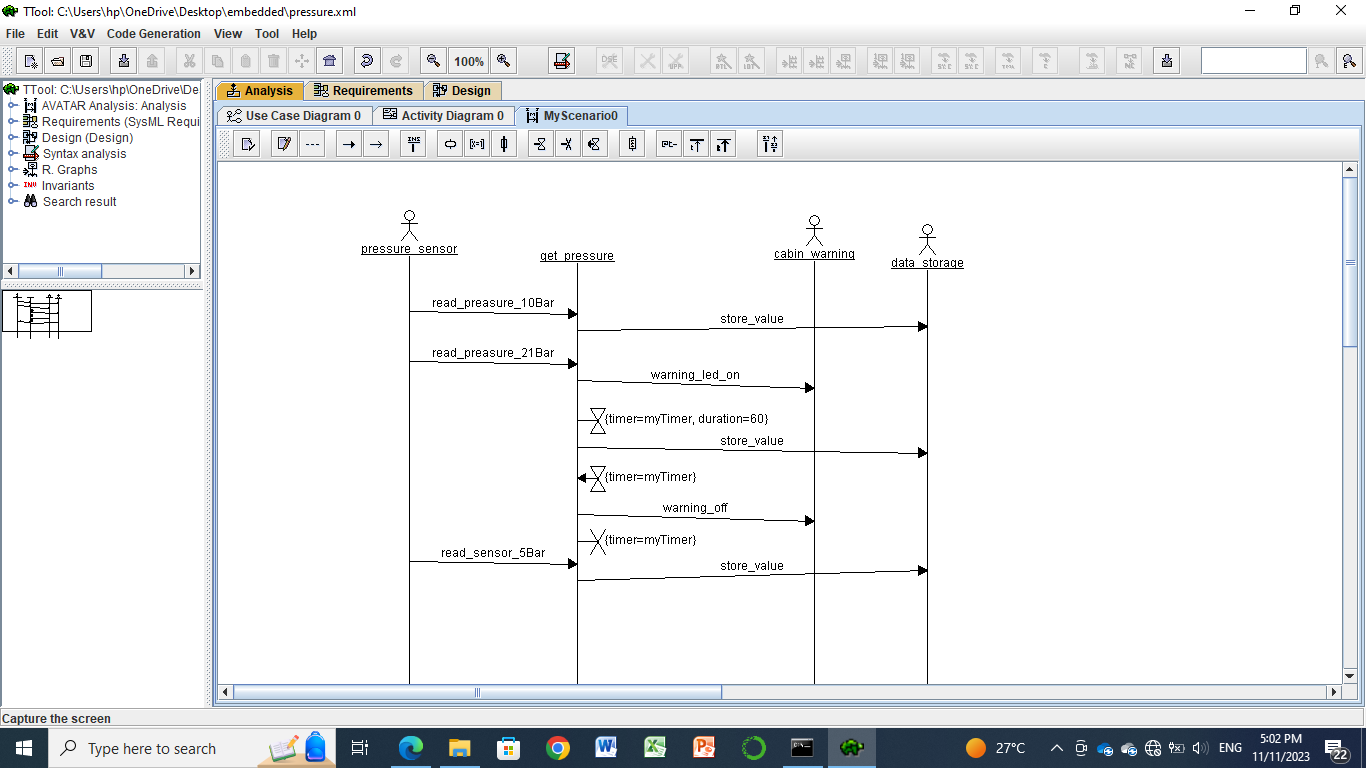 TTool: C:\Users\hp\OneDrive\Desktop\embedded\pressure.xml
File Edit V&V Code Generation View Tool Help
100%
TTool: C:\Users\hp\OneDrive\De
AVATAR Analysis: Analysis
Requirements (SysML Requi
Design (Design)
Syntax analysis
R. Graphs
INV Invariants
Search result
Analysis Requirements Design
Use Case Diagram 0 Activity Diagram 0 MyScenario0
pressure_sensor
get_pressure
cabin_warning
data_storage
read_preasure_10Bar
store_value
read_preasure_21Bar
warning_led_on
{timer=myTimer, duration=60}
store_value
{timer=myTimer}
warning_off
{timer=myTimer}
read_sensor_5Bar
store_value
Capture the screen
Type here to search
27°C
ENG
5:02 PM
11/11/2023
22